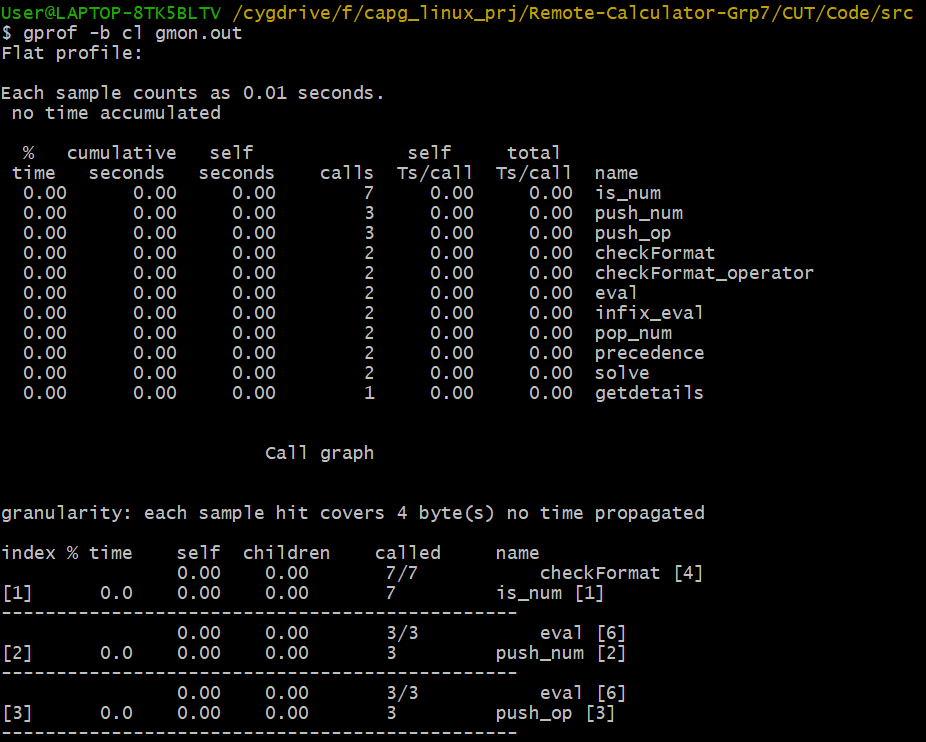 User@LAPTOP-8TK5BLTV /cygdrive/f/capg_linux_prj/Remote-Calculator-Grp7/CUT/Code/src
$ gprof -b cl gmon.out
Flat profile:

Each sample counts as 0.01 seconds.
 no time accumulated

  %   cumulative   self              self     total
 time   seconds   seconds    calls  Ts/call  Ts/call  name
  0.00      0.00     0.00        7     0.00     0.00  is_num
  0.00      0.00     0.00        3     0.00     0.00  push_num
  0.00      0.00     0.00        3     0.00     0.00  push_op
  0.00      0.00     0.00        2     0.00     0.00  checkFormat
  0.00      0.00     0.00        2     0.00     0.00  checkFormat_operator
  0.00      0.00     0.00        2     0.00     0.00  eval
  0.00      0.00     0.00        2     0.00     0.00  infix_eval
  0.00      0.00     0.00        2     0.00     0.00  pop_num
  0.00      0.00     0.00        2     0.00     0.00  precedence
  0.00      0.00     0.00        2     0.00     0.00  solve
  0.00      0.00     0.00        1     0.00     0.00  getdetails

                        Call graph

granularity: each sample hit covers 4 byte(s) no time propagated

index % time    self  children    called     name
                0.00    0.00       7/7           checkFormat [4]
[1]      0.0    0.00    0.00       7         is_num [1]
-----------------------------------------------
                0.00    0.00       3/3           eval [6]
[2]      0.0    0.00    0.00       3         push_num [2]
-----------------------------------------------
                0.00    0.00       3/3           eval [6]
[3]      0.0    0.00    0.00       3         push_op [3]
-----------------------------------------------